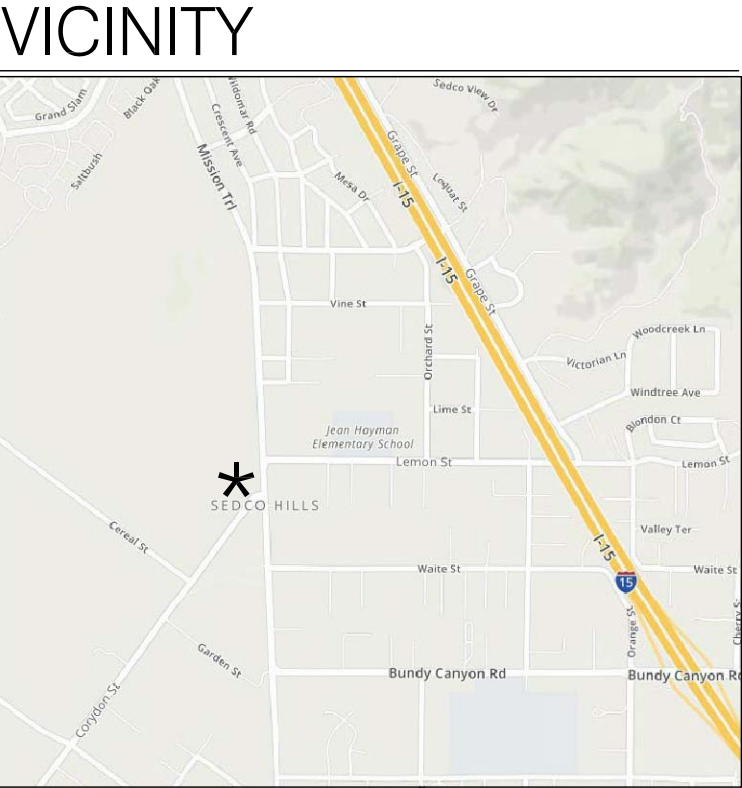 VICINITY
Sedco View Dr
Black Oak
Grand Slam
Wildomar Rd
Crescent Ave
Grape St
Saltbush
Mission Trl
Mesa Dr
I-15
Loquat St
I-15
Grape St
Vine St
Orchard St
Woodcreek Ln
Victorian Ln
Windtree Ave
Lime St
Blondon Ct
Jean Hayman
Elementary School
Lemon St
Lemon St
*
SEDCO HILLS
Cereal St
Valley Ter
I-15
Waite St
Waite St
15
Orange St
Garden St
Bundy Canyon Rd
Bundy Canyon Rd
Corydon St